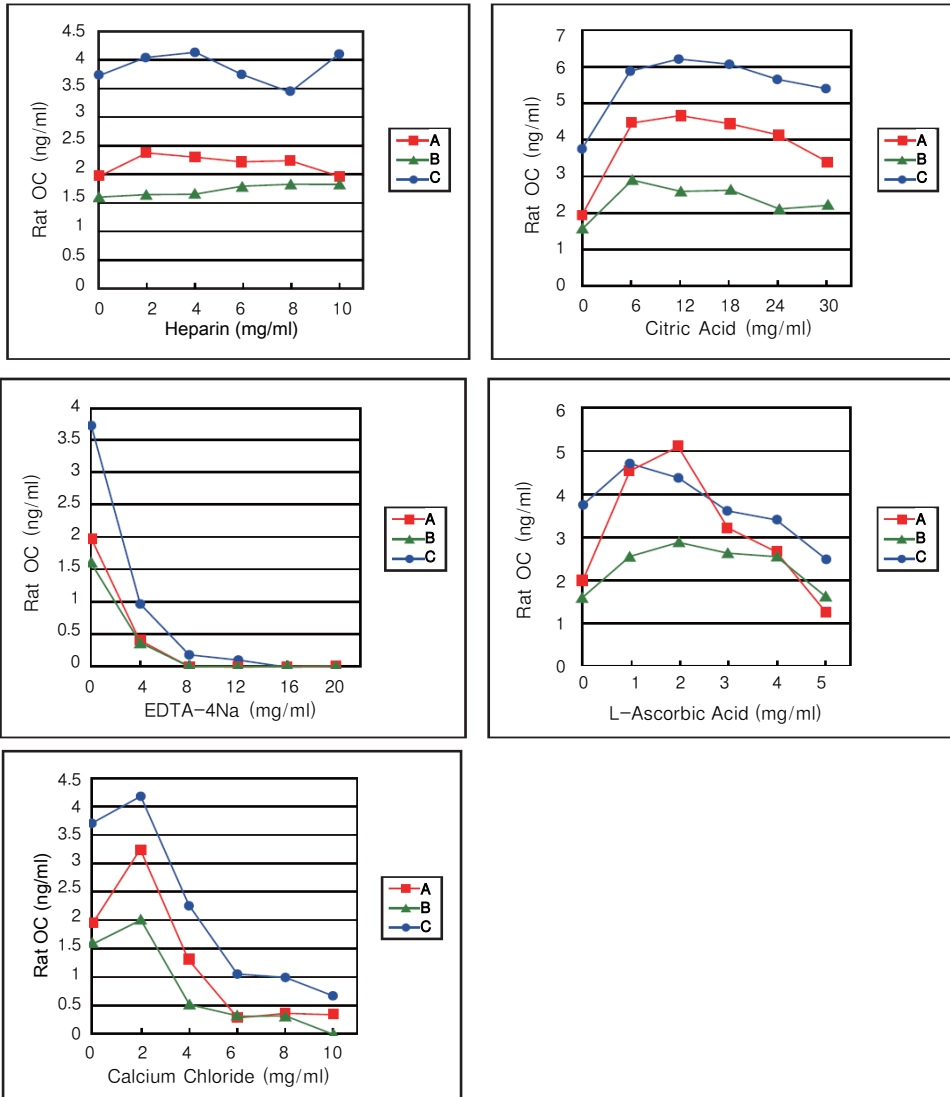 4.5
4
3.5
3
2.5
2
1.5
1
0.5
0
Rat OC (ng/ml)
0 2 4 6 8 10
Heparin (mg/ml)
A
B
C
7
6
5
4
3
2
1
0
Rat OC (ng/ml)
0 6 12 18 24 30
Citric Acid (mg/ml)
A
B
C
4
3.5
3
2.5
2
1.5
1
0.5
0
Rat OC (ng/ml)
0 4 8 12 16 20
EDTA-4Na (mg/ml)
A
B
C
6
5
4
3
2
1
0
Rat OC (ng/ml)
0 1 2 3 4 5
L-Ascorbic Acid (mg/ml)
A
B
C
4.5
4
3.5
3
2.5
2
1.5
1
0.5
0
Rat OC (ng/ml)
0 2 4 6 8 10
Calcium Chloride (mg/ml)
A
B
C